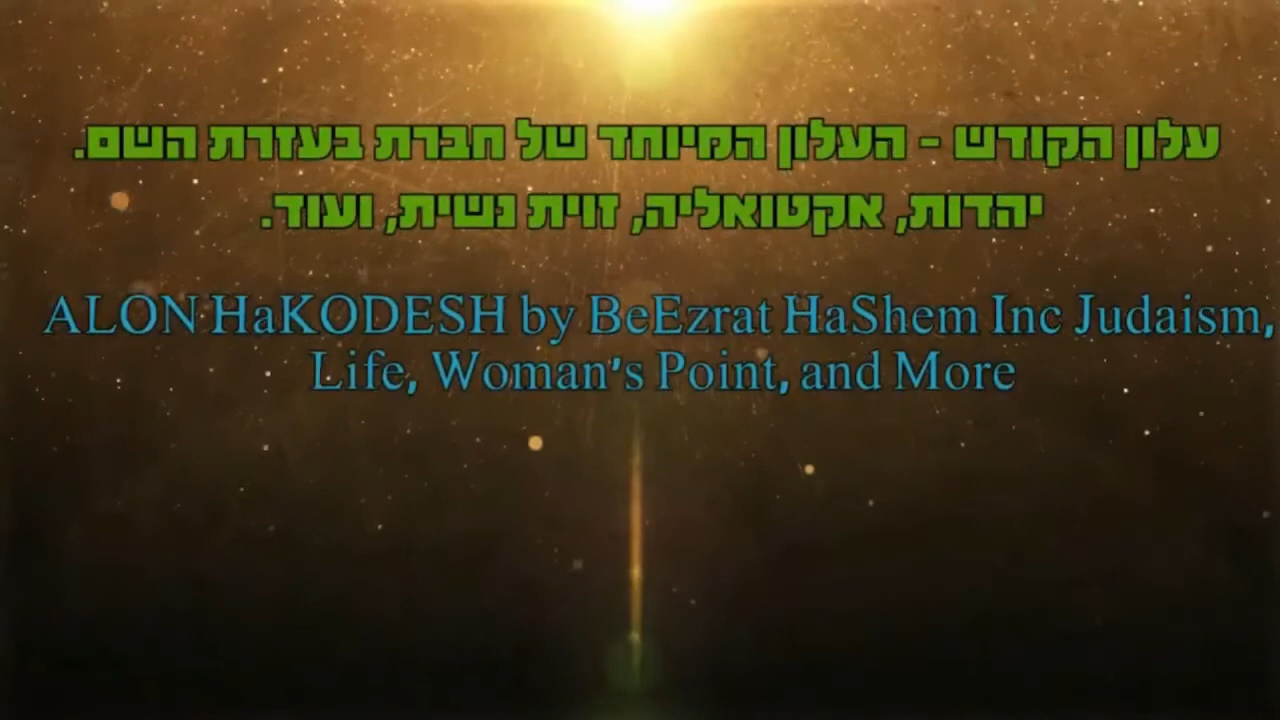 עלון הקודש - העלון המיוחד של חברת בעזרת השם.
יהדות, אקטואליה, זוית נשית, ועוד.
ALON HaKODESH by BeEzrat HaShem Inc Judaism,
Life, Woman's Point, and More